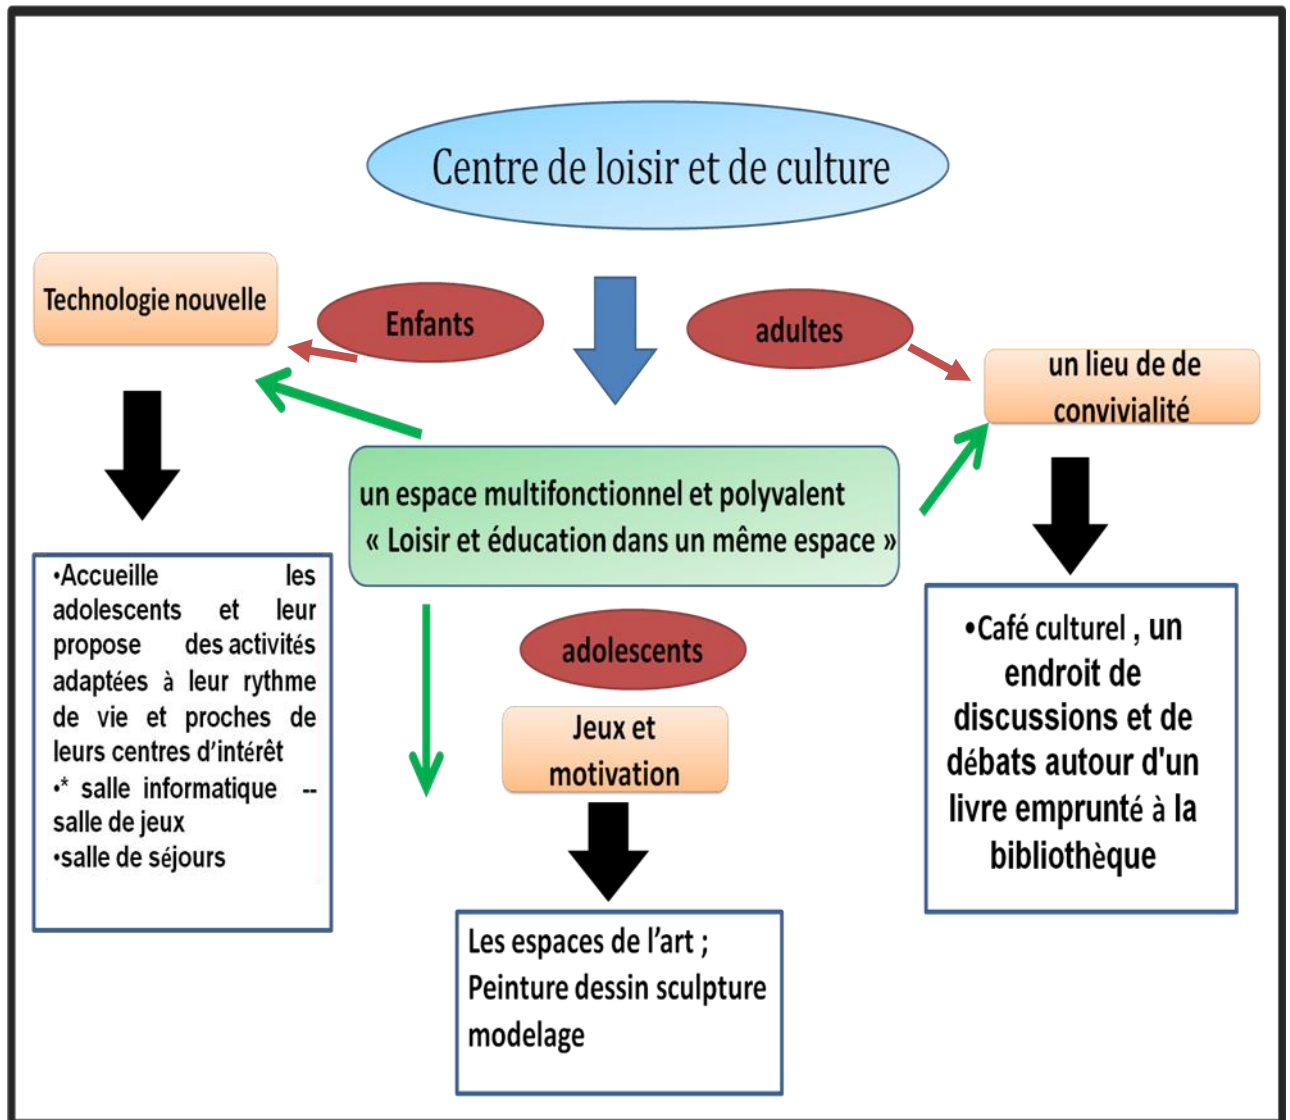 Centre de loisir et de culture
Technologie nouvelle
Enfants
adultes
un lieu de de
convivialité
un espace multifonctionnel et polyvalent
« Loisir et éducation dans un même espace »
•Accueille les
adolescents et leur
propose des activités
adaptées à leur rythme
de vie et proches de
leurs centres d'intérêt
•* salle informatique --
salle de jeux
•salle de séjours
adolescents
Jeux et
motivation
•Café culturel , un
endroit de
discussions et de
débats autour d'un
livre emprunté à la
bibliothèque
Les espaces de l’art ;
Peinture dessin sculpture
modelage